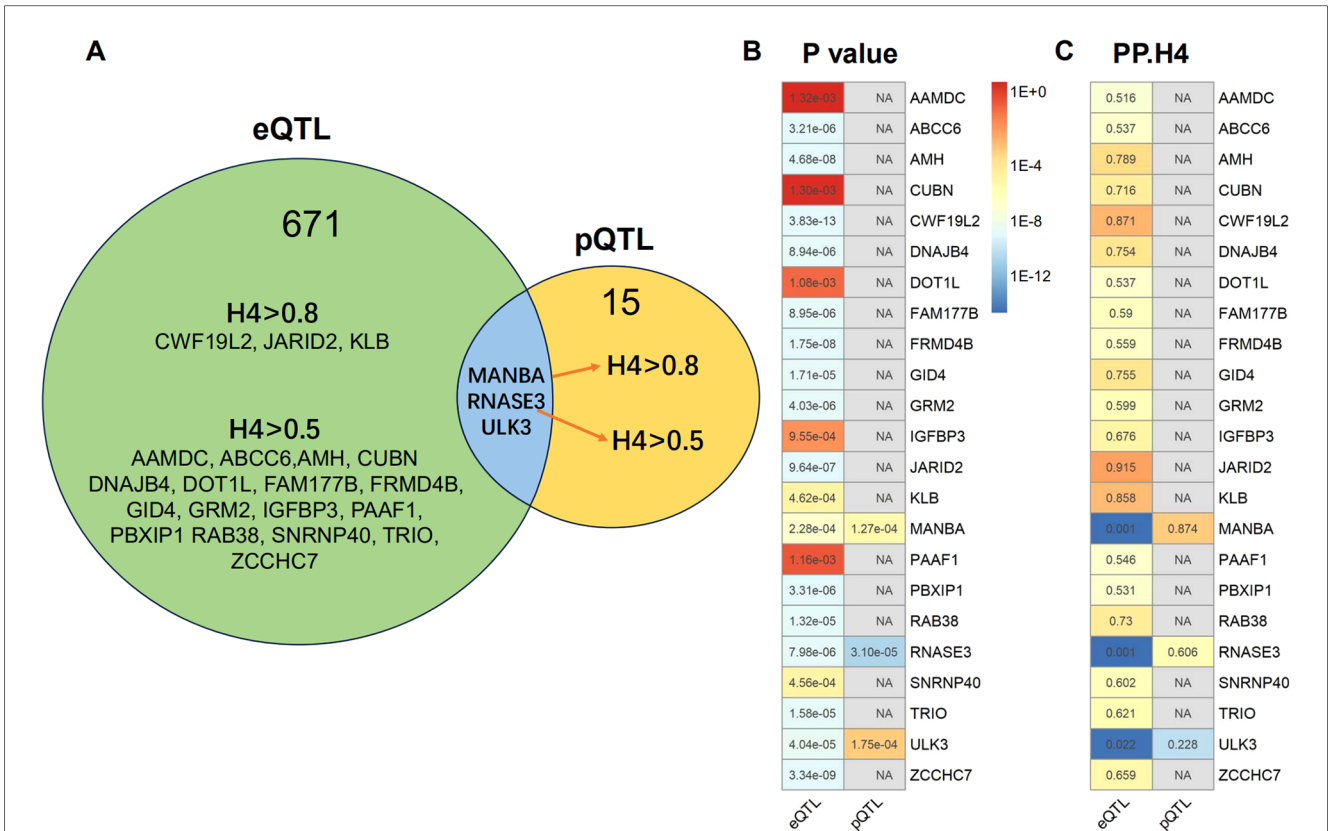 A
eQTL
671
H4>0.8
CWF19L2, JARID2, KLB
H4>0.5
AAMDC, ABCC6,AMH, CUBN
DNAJB4, DOT1L, FAM177B, FRMD4B,
GID4, GRM2, IGFBP3, PAAF1,
PBXIP1 RAB38, SNRNP40, TRIO,
ZCCHC7
pQTL
15
MANBA
RNASE3
ULK3
H4>0.8
H4>0.5
B P value
1.32e-03 NA AAMDC
3.21e-06 NA ABCC6
4.68e-08 NA AMH
1.30e-03 NA CUBN
3.83e-13 NA CWF19L2
8.94e-06 NA DNAJB4
1.08e-03 NA DOT1L
8.95e-06 NA FAM177B
1.75e-08 NA FRMD4B
1.71e-05 NA GID4
4.03e-06 NA GRM2
9.55e-04 NA IGFBP3
9.64e-07 NA JARID2
4.62e-04 NA KLB
2.28e-04 1.27e-04 MANBA
1.16e-03 NA PAAF1
3.31e-06 NA PBXIP1
1.32e-05 NA RAB38
7.98e-06 3.10e-05 RNASE3
4.56e-04 NA SNRNP40
1.58e-05 NA TRIO
4.04e-05 1.75e-04 ULK3
3.34e-09 NA ZCCHC7
eQTL pQTL
1E+0
1E-4
1E-8
1E-12
C PP.H4
0.516 NA AAMDC
0.537 NA ABCC6
0.789 NA AMH
0.716 NA CUBN
0.871 NA CWF19L2
0.754 NA DNAJB4
0.537 NA DOT1L
0.59 NA FAM177B
0.559 NA FRMD4B
0.755 NA GID4
0.599 NA GRM2
0.676 NA IGFBP3
0.915 NA JARID2
0.858 NA KLB
0.001 0.874 MANBA
0.546 NA PAAF1
0.531 NA PBXIP1
0.73 NA RAB38
0.001 0.606 RNASE3
0.602 NA SNRNP40
0.621 NA TRIO
0.022 0.228 ULK3
0.659 NA ZCCHC7
eQTL pQTL